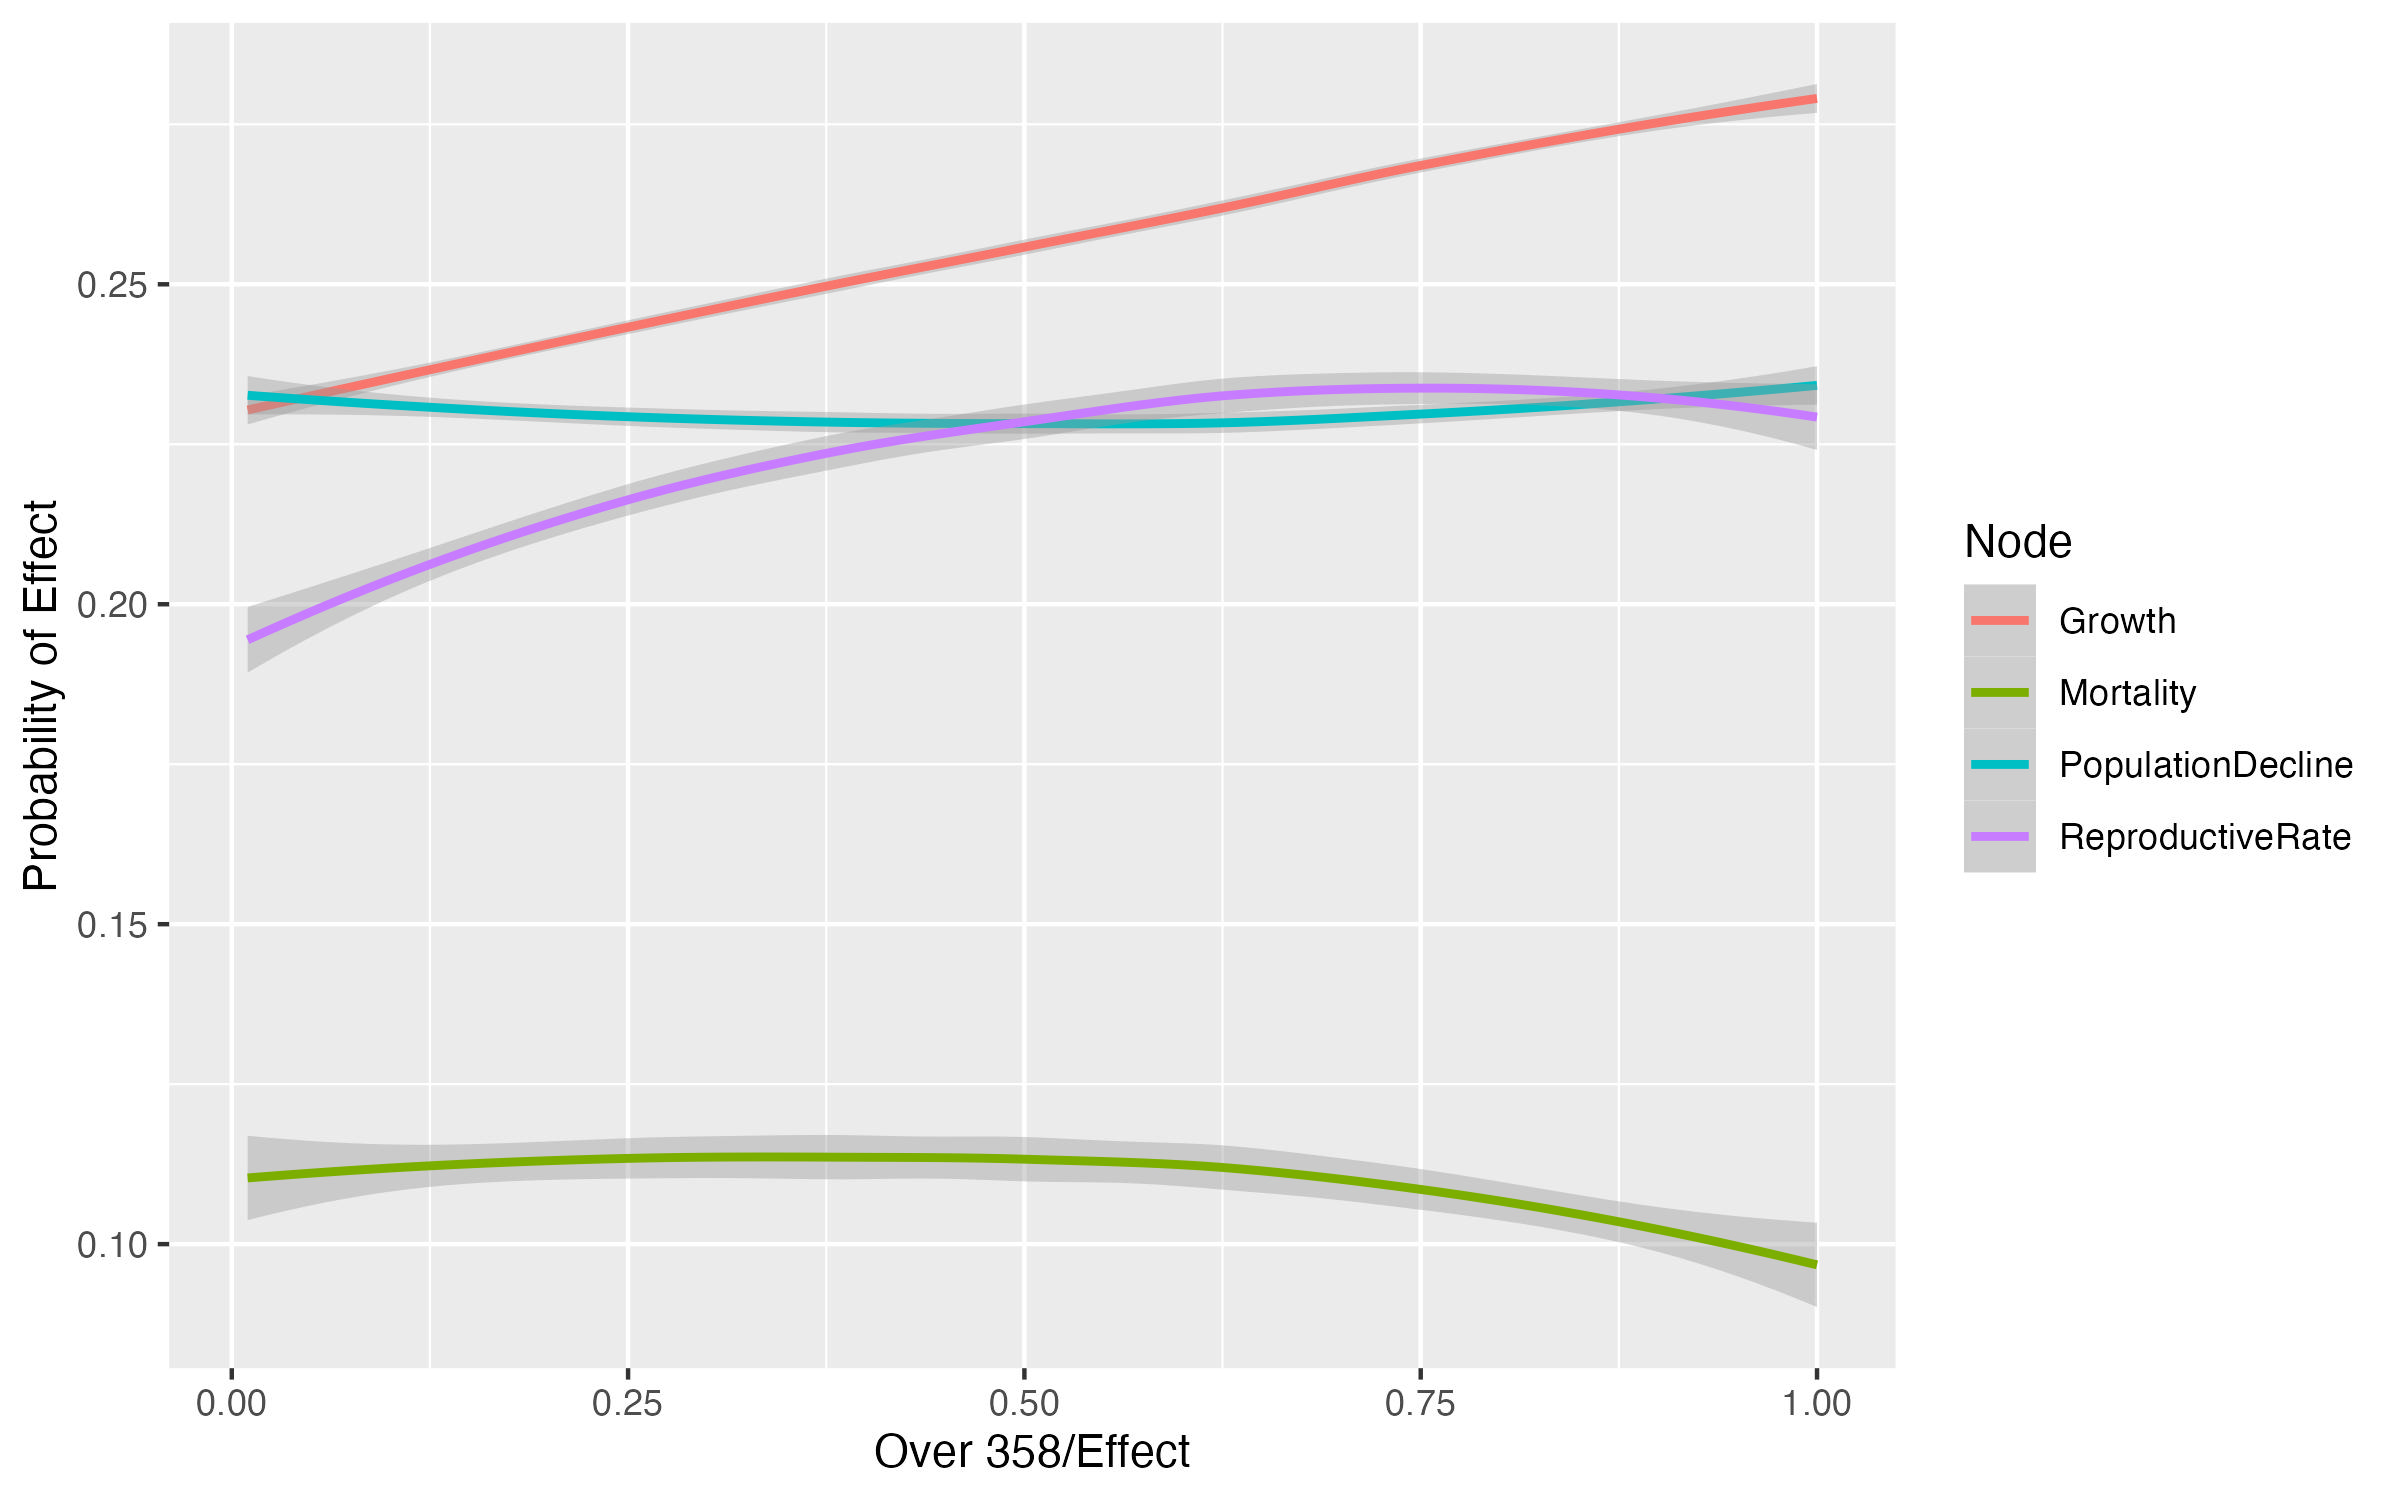 Probability of Effect
0.25
0.20
0.15
0.10
0.00 0.25 0.50 0.75 1.00
Over 358/Effect
Node
Growth
Mortality
PopulationDecline
ReproductiveRate